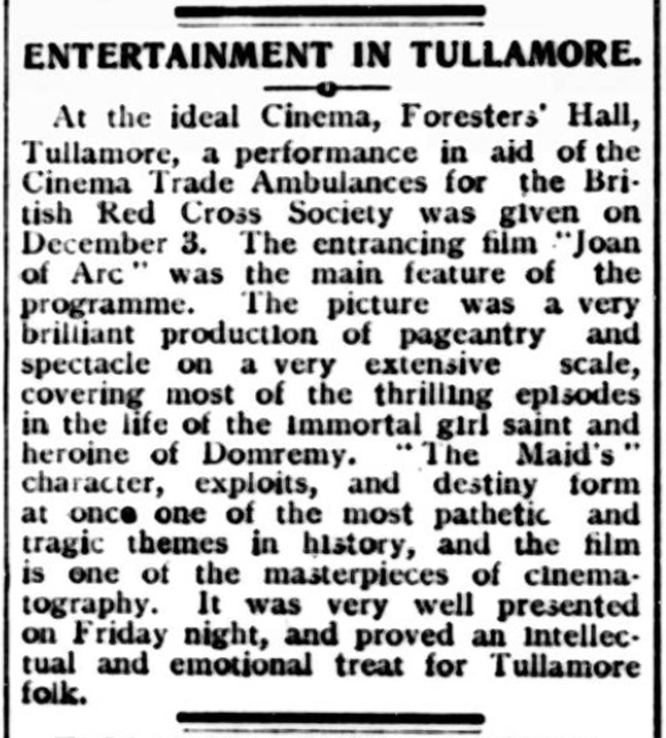 ENTERTAINMENT IN TULLAMORE.
At the ideal Cinema, Foresters' Hall,
Tullamore, a performance in aid of the
Cinema Trade Ambulances for the Bri-
tish Red Cross Society was given on
December 3. The entrancing film "Joan
of Arc" was the main feature of the
programme. The picture was a very
brilliant production of pageantry and
spectacle on a very extensive scale,
covering most of the thrilling episodes
in the life of the immortal girl saint and
heroine of Domremy. "The Maid's"
character, exploits, and destiny form
at once one of the most pathetic and
tragic themes in history, and the film
is one of the masterpieces of cinema-
tography. It was very well presented
on Friday night, and proved an intellec-
tual and emotional treat for Tullamore
folk.